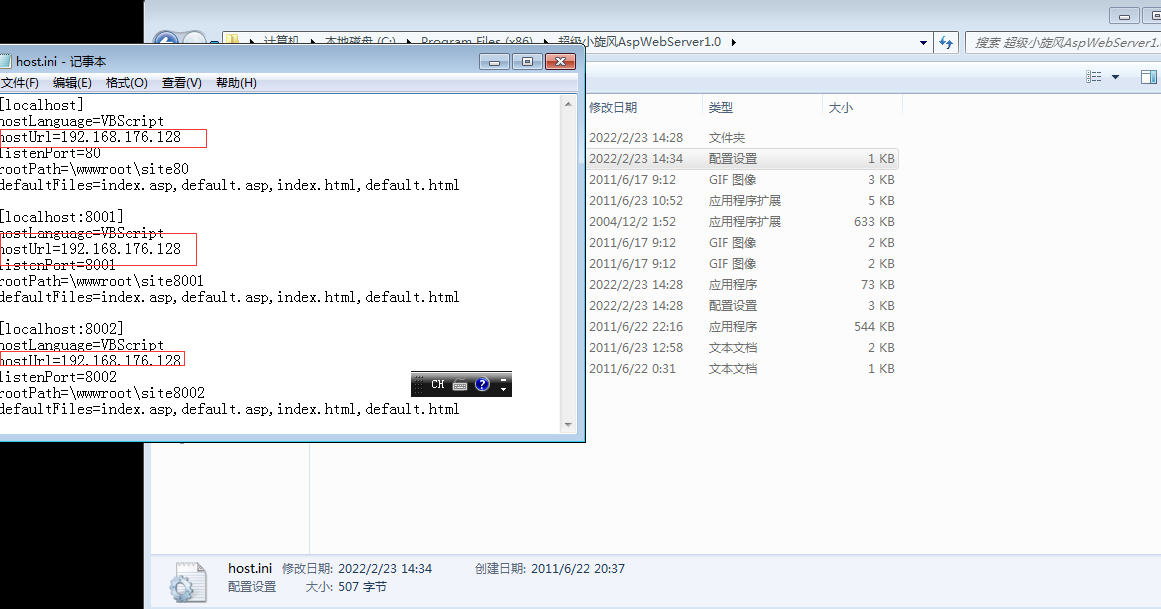 计算机 本地磁盘 (C:) Program Files (x86) 超级小旋风AspWebServer1.0
搜索 超级小旋风AspWebServer1.
host.ini - 记事本
文件(F) 编辑(E) 格式(O) 查看(V) 帮助(H)
[localhost]
hostLanguage=VBScript
hostUrl=192.168.176.128
listenPort=80
rootPath=\wwwroot\site80
defaultFiles=index.asp,default.asp,index.html,default.html
[localhost:8001]
hostLanguage=VBScript
hostUrl=192.168.176.128
listenPort=8001
rootPath=\wwwroot\site8001
defaultFiles=index.asp,default.asp,index.html,default.html
[localhost:8002]
hostLanguage=VBScript
hostUrl=192.168.176.128
listenPort=8002
rootPath=\wwwroot\site8002
defaultFiles=index.asp,default.asp,index.html,default.html
CH
修改日期 类型 大小
2022/2/23 14:28 文件夹
2022/2/23 14:34 配置设置 1 KB
2011/6/17 9:12 GIF 图像 3 KB
2011/6/23 10:52 应用程序扩展 5 KB
2004/12/2 1:52 应用程序扩展 633 KB
2011/6/17 9:12 GIF 图像 2 KB
2011/6/17 9:12 GIF 图像 2 KB
2022/2/23 14:28 应用程序 73 KB
2022/2/23 14:28 配置设置 3 KB
2011/6/22 22:16 应用程序 544 KB
2011/6/23 12:58 文本文档 2 KB
2011/6/22 0:31 文本文档 1 KB
host.ini 修改日期: 2022/2/23 14:34 创建日期: 2011/6/22 20:37
配置设置 大小: 507 字节